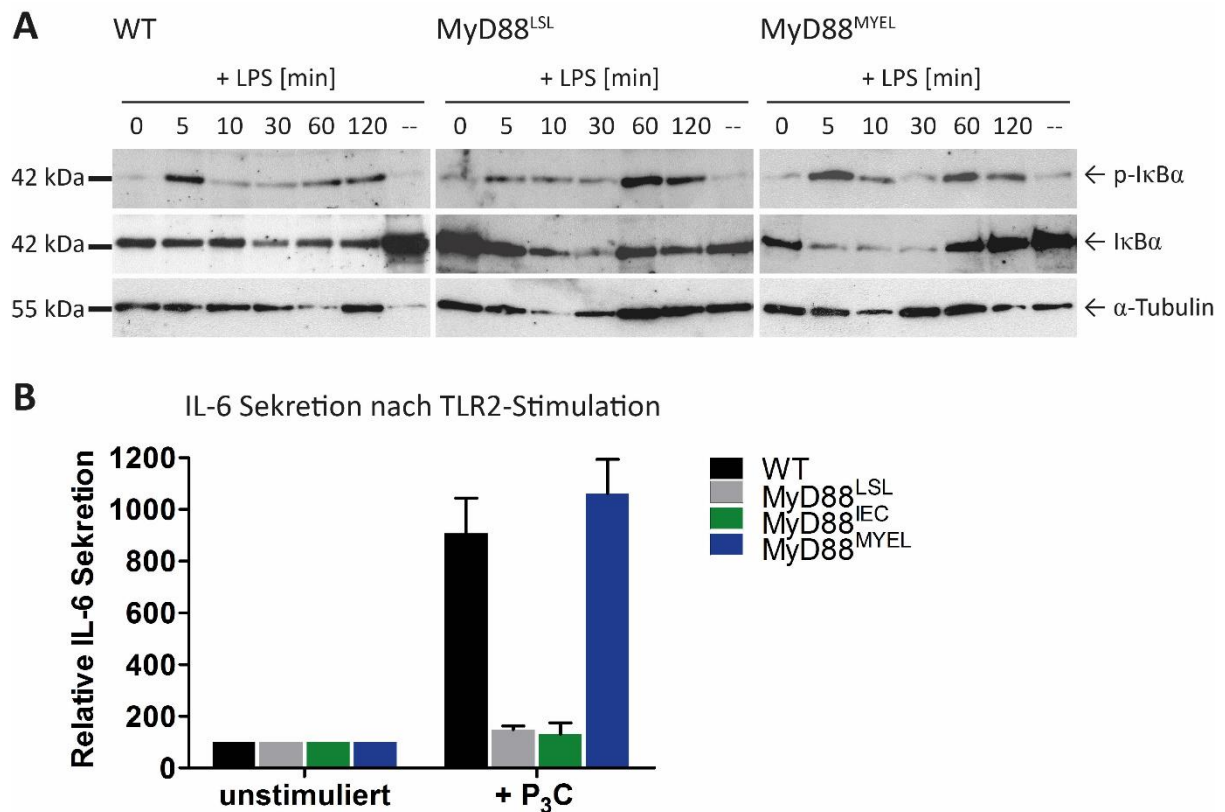 A
WT MyD88LSL MyD88MYEL
+ LPS [min] + LPS [min] + LPS [min]
0 5 10 30 60 120 -- 0 5 10 30 60 120 -- 0 5 10 30 60 120 --
42 kDa ← p-IκBα
42 kDa ← IκBα
55 kDa ← α-Tubulin
B
IL-6 Sekretion nach TLR2-Stimulation
Relative IL-6 Sekretion
1200
1000
800
600
400
200
0
unstimuliert + P3C
WT
MyD88LSL
MyD88IEC
MyD88MYEL